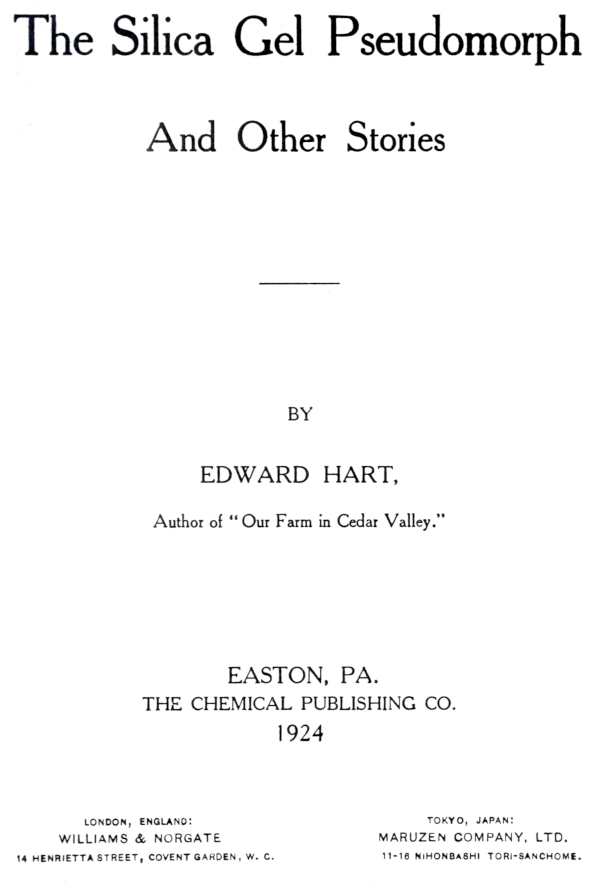 The Silica Gel Pseudomorph
And Other Stories
BY
EDWARD HART,
Author of "Our Farm in Cedar Valley."
EASTON, PA.
THE CHEMICAL PUBLISHING CO.
1924
LONDON, ENGLAND:
WILLIAMS & NORGATE
14 HENRIETTA STREET, COVENT GARDEN, W. C.
TOKYO, JAPAN:
MARUZEN COMPANY, LTD.
11-16 NIHONBASHI TORI-SANCHOME.